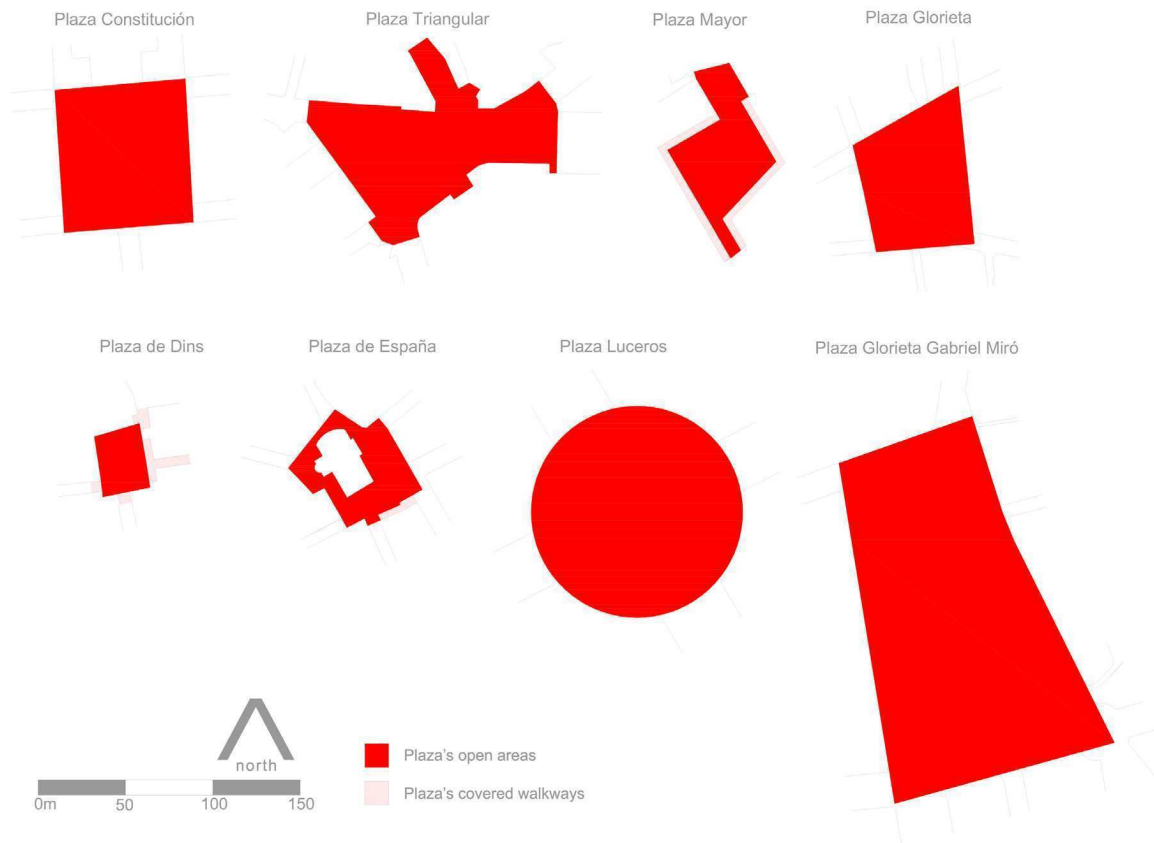 Plaza Constitución
Plaza Triangular
Plaza Mayor
Plaza Glorieta
Plaza de Dins
Plaza de España
Plaza Luceros
Plaza Glorieta Gabriel Miró
north
0m 50 100 150
Plaza's open areas
Plaza's covered walkways